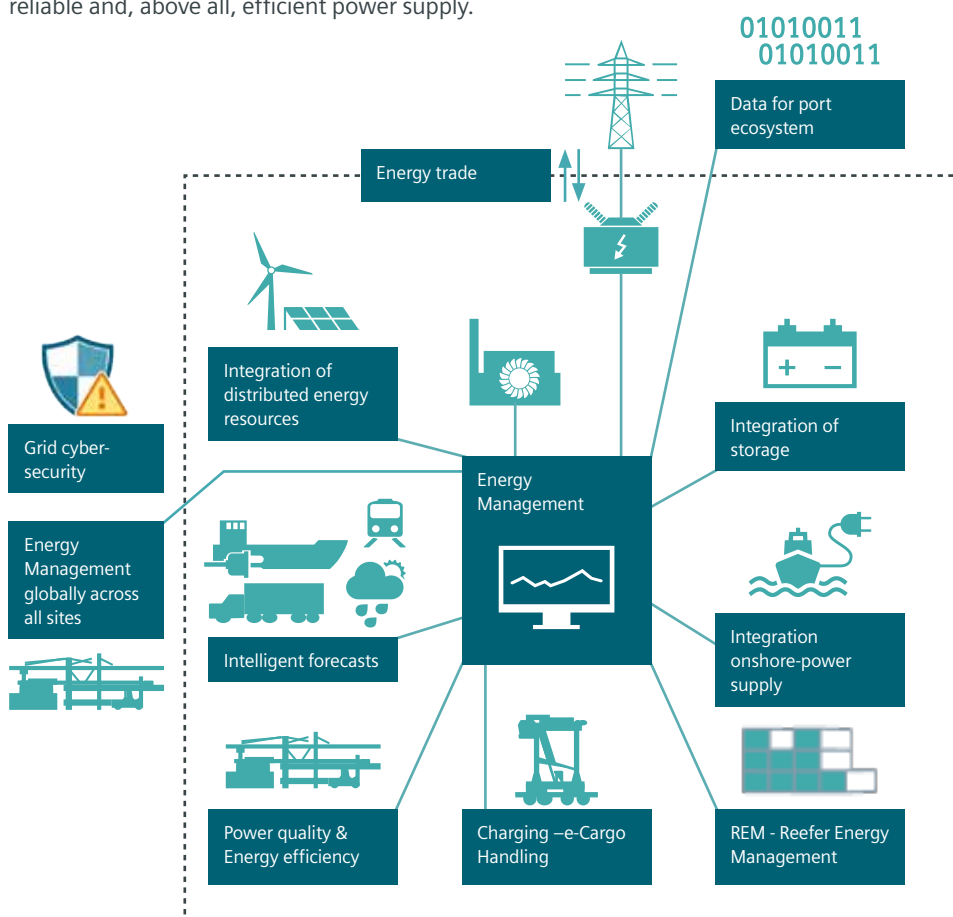 reliable and, above all, efficient power supply.
01010011
01010011
Data for port
ecosystem
Energy trade
Integration of
distributed energy
resources
Grid cyber-
security
Integration of
storage
Energy
Management
Energy
Management
globally across
all sites
Intelligent forecasts
Integration
onshore-power
supply
Power quality &
Energy efficiency
Charging –e-Cargo
Handling
REM - Reefer Energy
Management